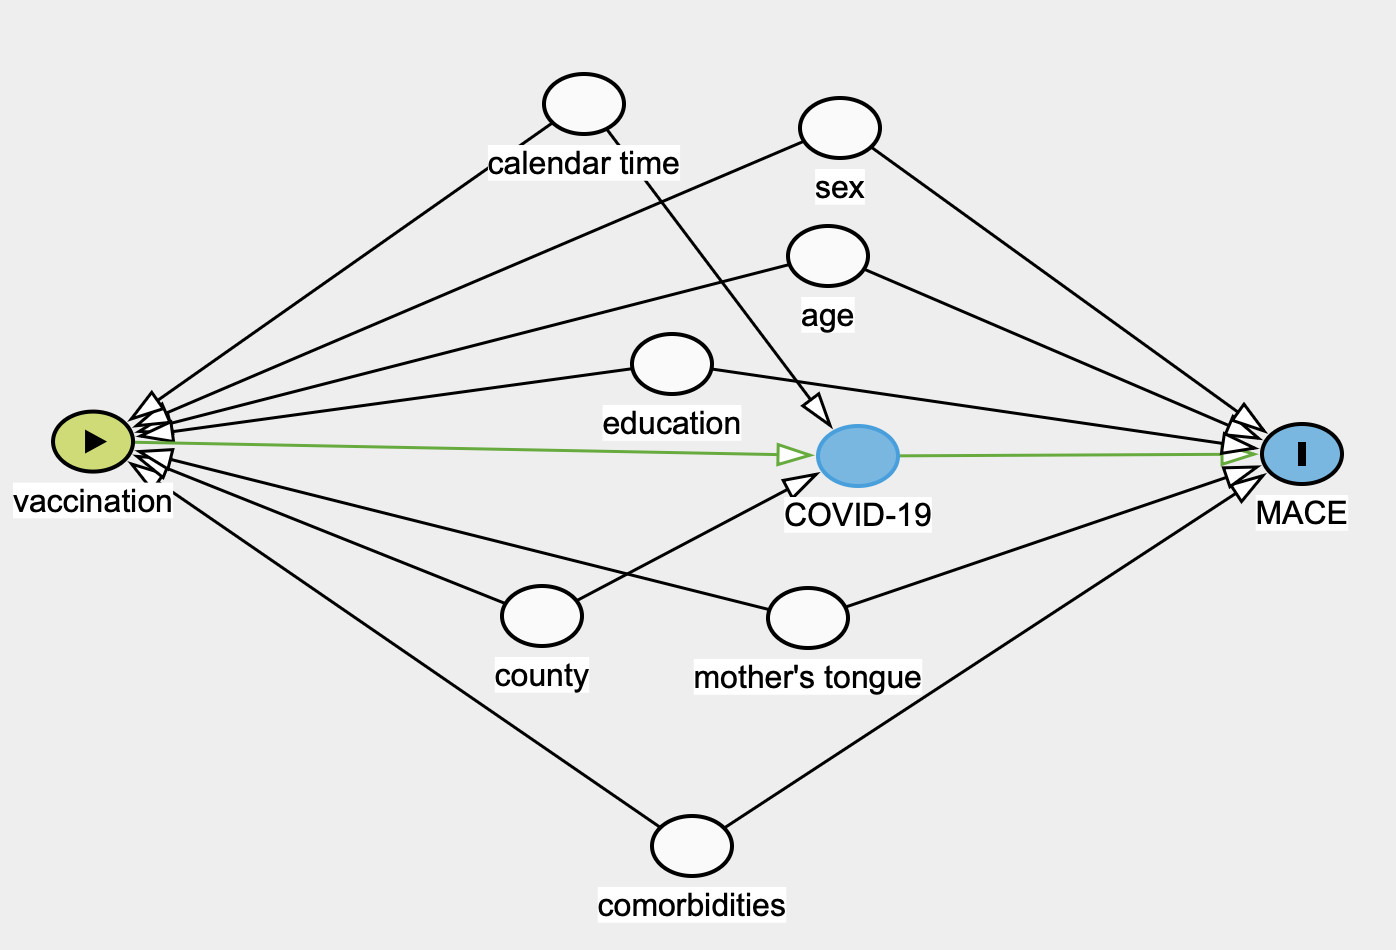 calendar time
sex
age
education
vaccination
COVID-19
MACE
county
mother's tongue
comorbidities